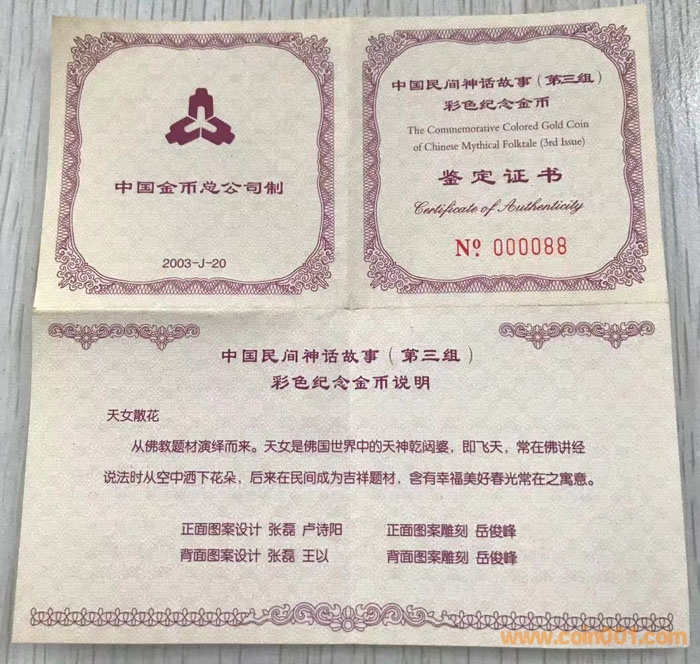 中国金币总公司制
2003-J-20
中国民间神话故事（第三组）
彩色纪念金币
The Commemorative Colored Gold Coin
of Chinese Mythical Folktale (3rd Issue)
鉴定证书
Certificate of Authenticity
Nº 000088
中国民间神话故事（第三组）
彩色纪念金币说明
天女散花
从佛教题材演绎而来。天女是佛国世界中的天神乾闼婆，即飞天，常在佛讲经
说法时从空中洒下花朵，后来在民间成为吉祥题材，含有幸福美好春光常在之寓意。
正面图案设计 张磊 卢诗阳 正面图案雕刻 岳俊峰
背面图案设计 张磊 王以 背面图案雕刻 岳俊峰
www.coin001.com